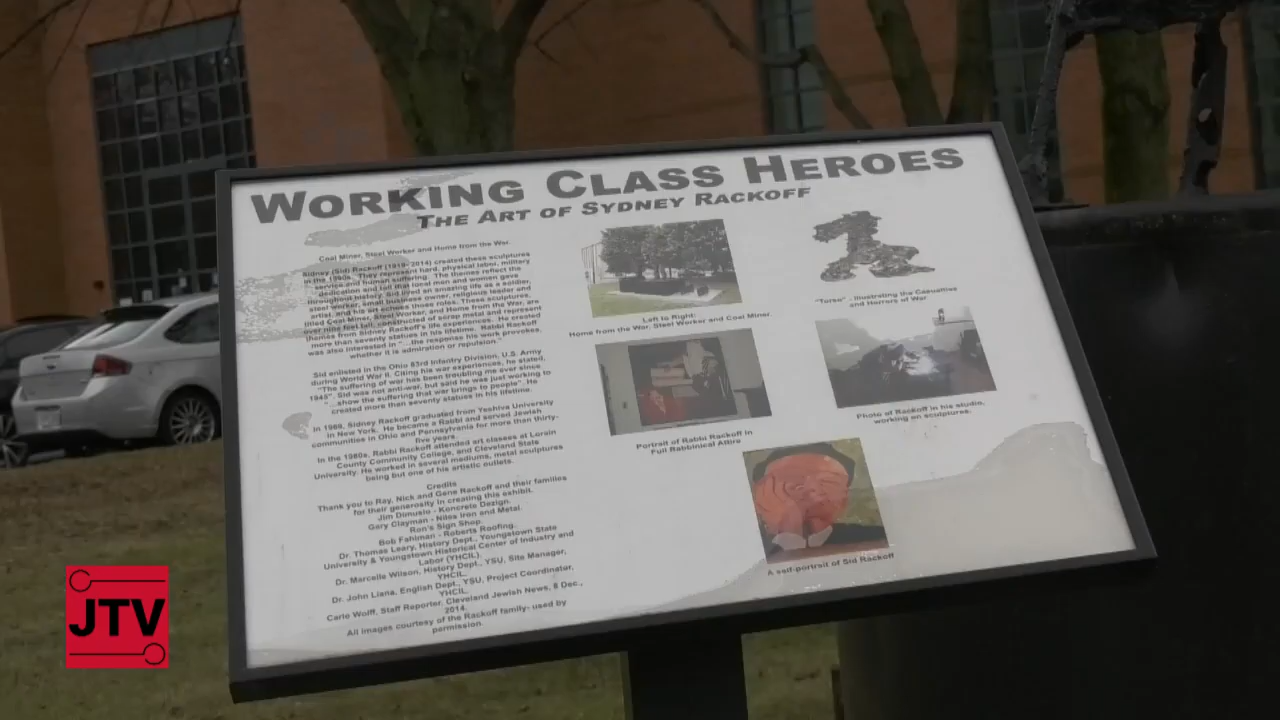 WORKING CLASS HEROES
THE ART OF SYDNEY RACKOFF
Coal Miner, Steel Worker and Home from the War.
Sidney (Sid) Rackoff (1919- 2014) created these sculptures
in the 1990s. They represent hard, physical labor, military
service and human suffering. The themes reflect the
dedication and toil that local men and women gave
throughout history. Sid lived an amazing life as a soldier,
steel worker, small business owner, religious leader and
artist, and his art echoes those roles. These sculptures,
titled Coal Miner, Steel Worker, and Home from the War, are
over nine feet tall, constructed of scrap metal and represent
themes from Sidney Rackoff's life experiences. He created
more than seventy statues in his lifetime. Rabbi Rackoff
was also interested in "...the response his work provokes,
whether it is admiration or repulsion."
Sid enlisted in the Ohio 83rd Infantry Division, U.S. Army
during World War II. Citing his war experiences, he stated,
"The suffering of war has been troubling me ever since
1945". Sid was not anti-war, but said he was just working to
"...show the suffering that war brings to people". He
created more than seventy statues in his lifetime.
In 1969, Sidney Rackoff graduated from Yeshiva University
in New York. He became a Rabbi and served Jewish
communities in Ohio and Pennsylvania for more than thirty-
five years.
In the 1980s, Rabbi Rackoff attended art classes at Lorain
County Community College, and Cleveland State
University. He worked in several mediums, metal sculptures
being but one of his artistic outlets.
Credits
Thank you to Ray, Nick and Gene Rackoff and their families
for their generosity in creating this exhibit.
Jim Dimusio - Koncrete Dezign.
Gary Clayman - Niles Iron and Metal.
Ron's Sign Shop.
Bob Fahlman - Roberts Roofing.
Dr. Thomas Leary, History Dept., Youngstown State
University & Youngstown Historical Center of Industry and
Labor (YHCIL).
Dr. Marcelle Wilson, History Dept., YSU, Site Manager,
YHCIL.
Dr. John Liana, English Dept., YSU, Project Coordinator,
YHCIL.
Carlo Wolff, Staff Reporter, Cleveland Jewish News, 8 Dec.,
2014.
All images courtesy of the Rackoff family- used by
permission.
Left to Right:
Home from the War, Steel Worker and Coal Miner.
"Torso" - Illustrating the Casualties
and Horrors of War
Portrait of Rabbi Rackoff in
Full Rabbinical Attire
Photo of Rackoff in his studio,
working on sculptures.
A self-portrait of Sid Rackoff
JTV